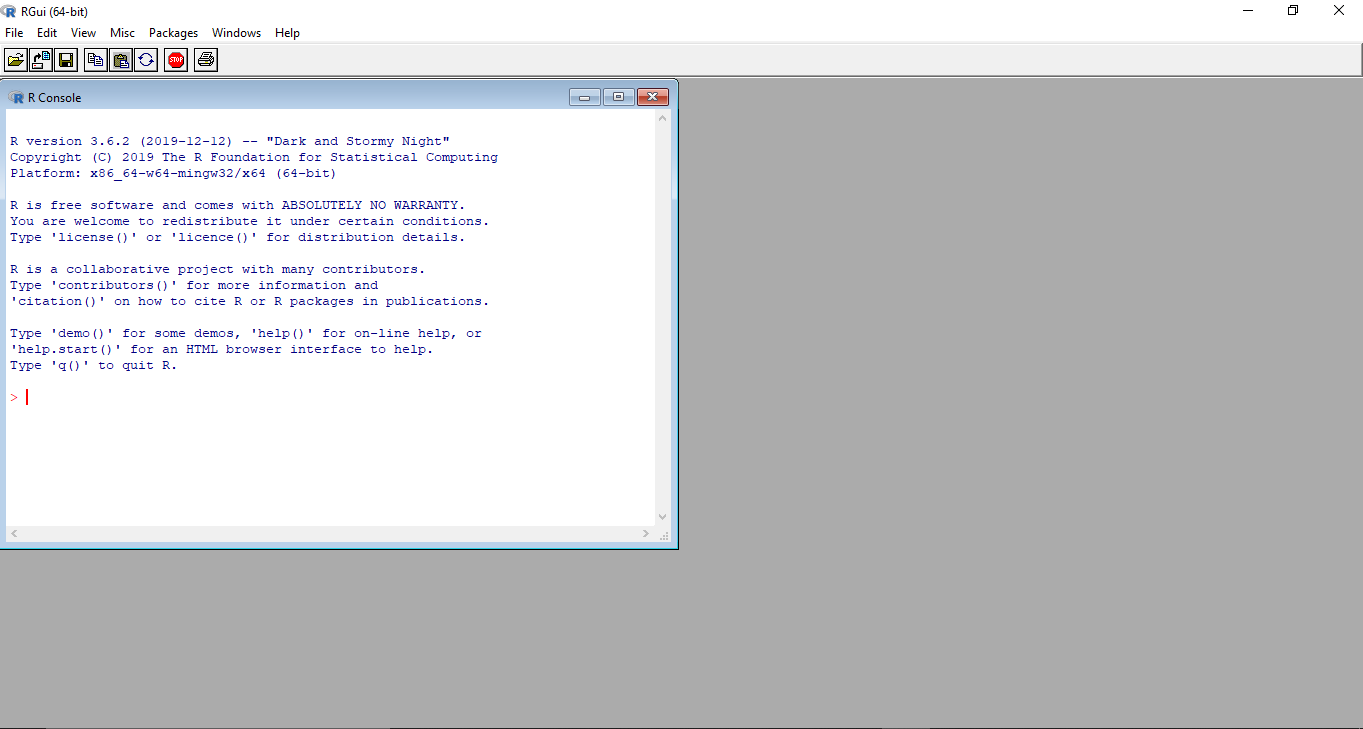 RGui (64-bit)
File Edit View Misc Packages Windows Help
STOP
R Console
R version 3.6.2 (2019-12-12) -- "Dark and Stormy Night"
Copyright (C) 2019 The R Foundation for Statistical Computing
Platform: x86_64-w64-mingw32/x64 (64-bit)
R is free software and comes with ABSOLUTELY NO WARRANTY.
You are welcome to redistribute it under certain conditions.
Type 'license()' or 'licence()' for distribution details.
R is a collaborative project with many contributors.
Type 'contributors()' for more information and
'citation()' on how to cite R or R packages in publications.
Type 'demo()' for some demos, 'help()' for on-line help, or
'help.start()' for an HTML browser interface to help.
Type 'q()' to quit R.
>